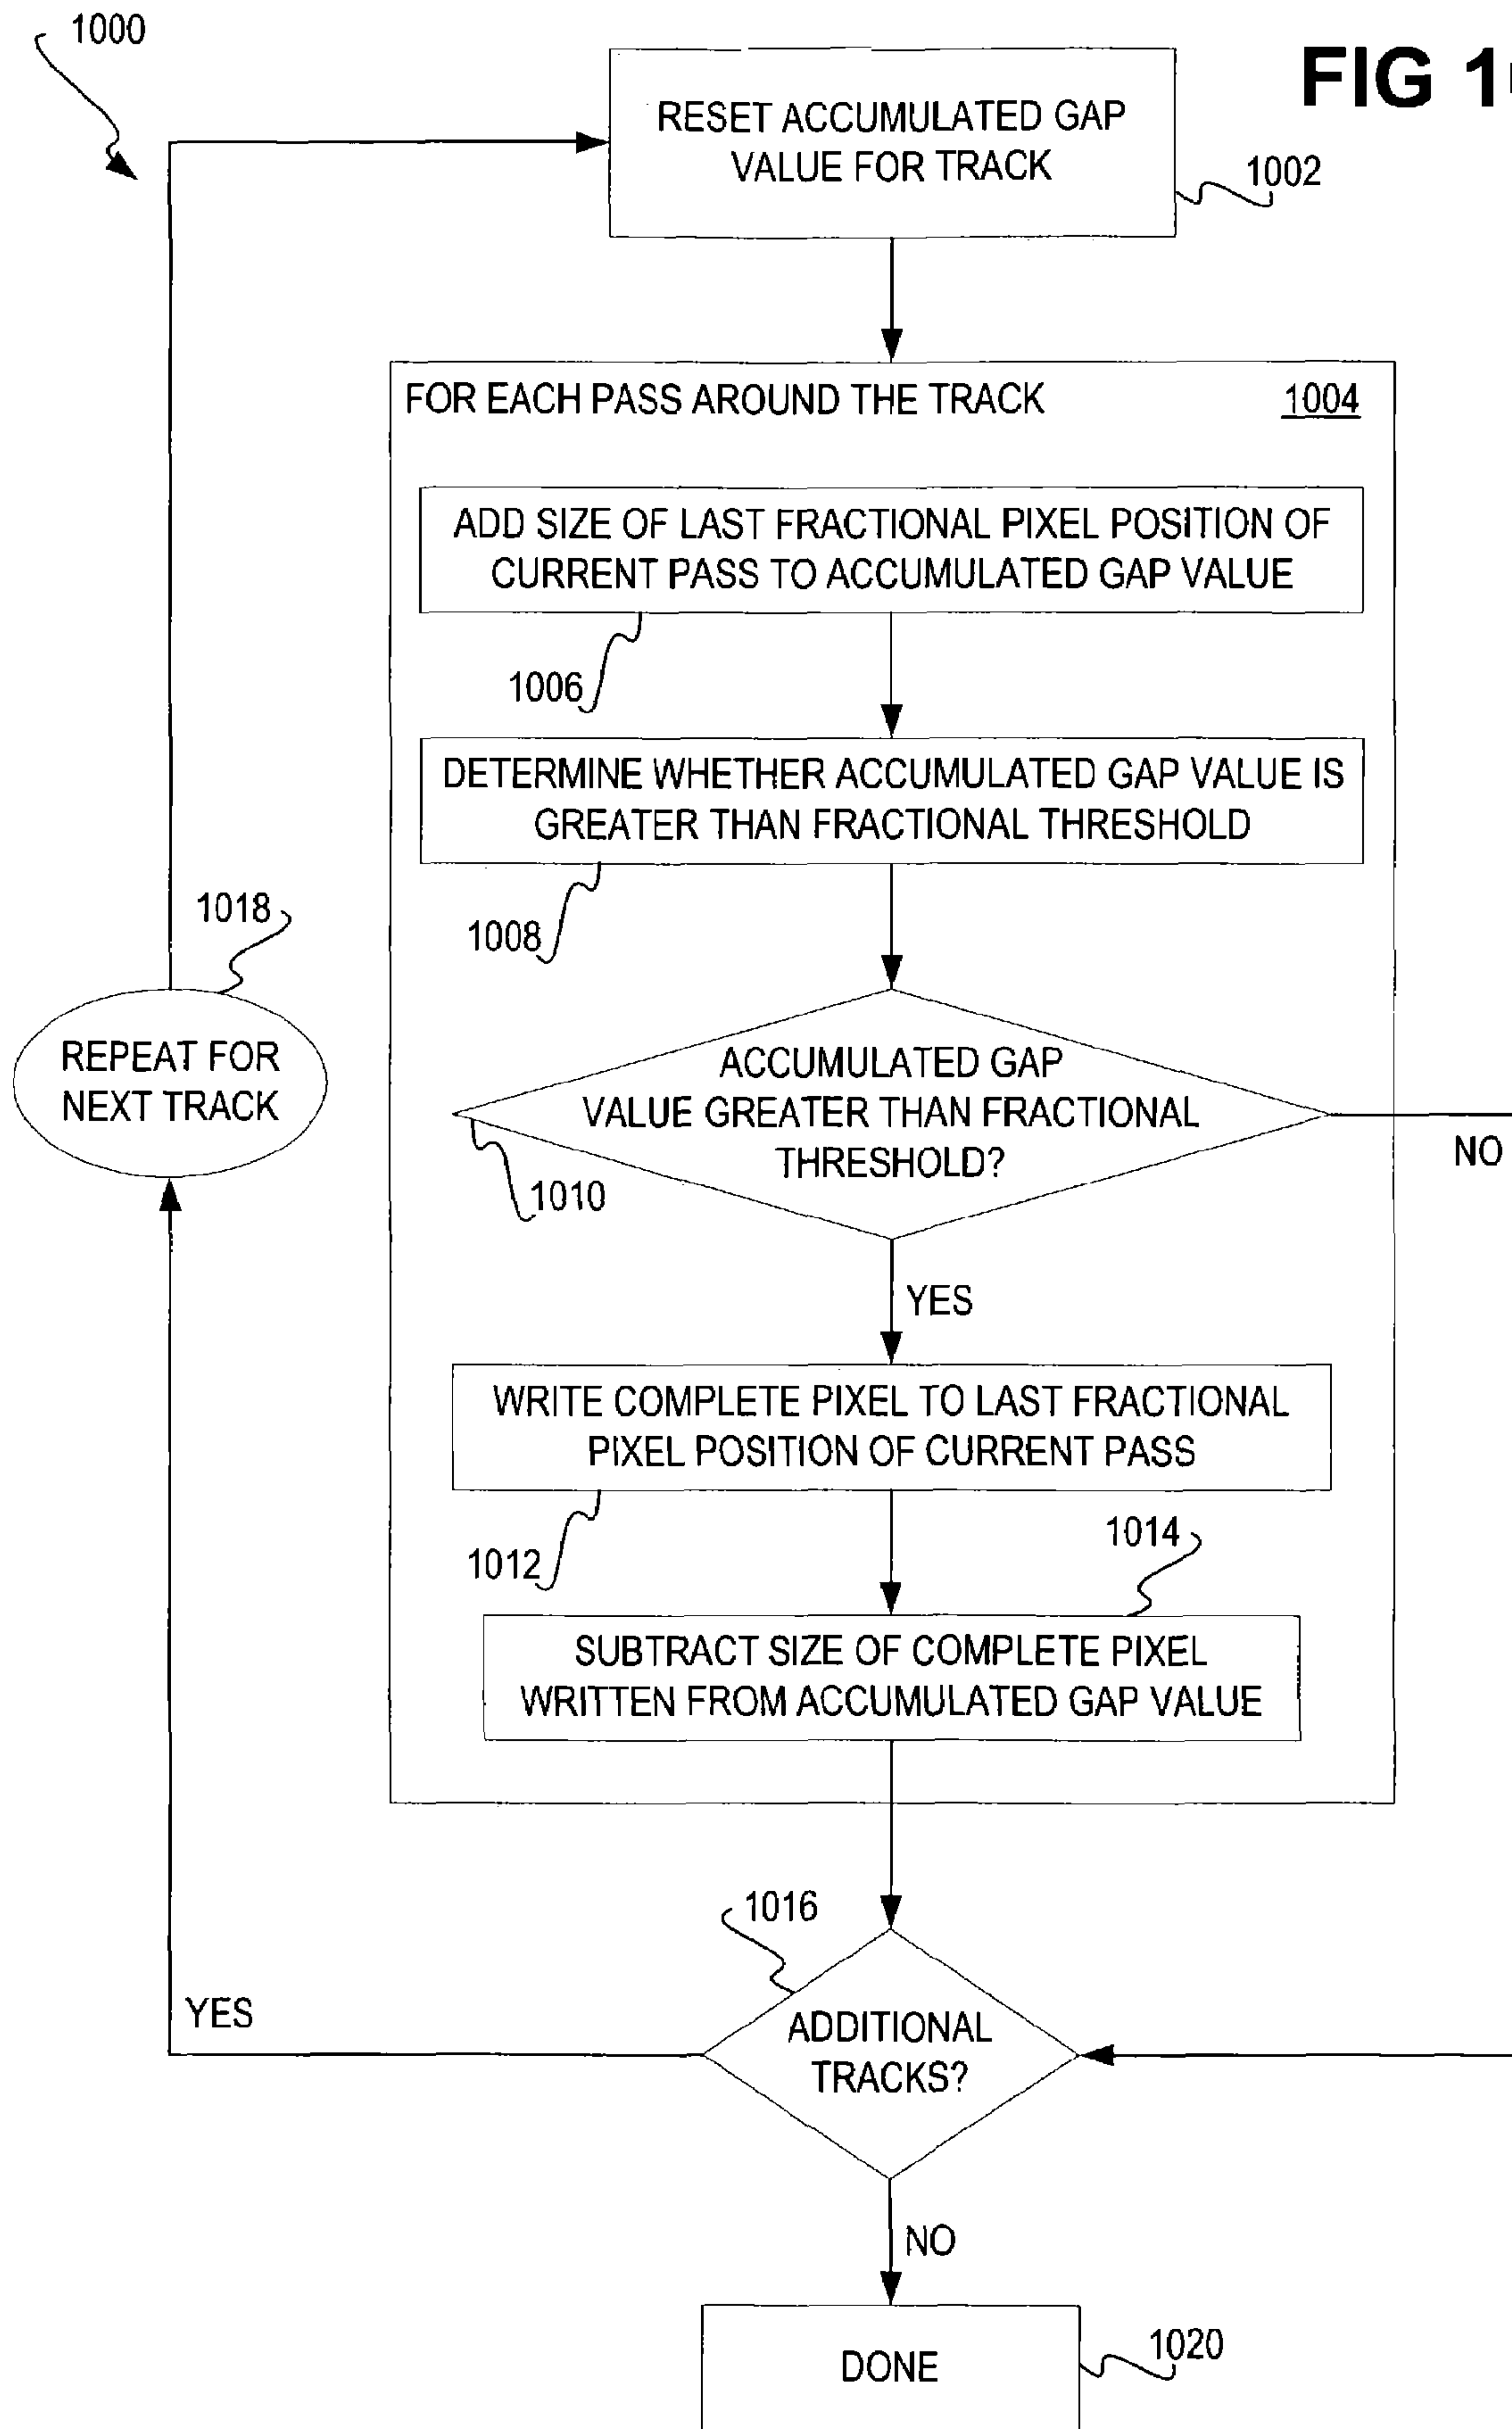 1000
FIG 1
RESET ACCUMULATED GAP
VALUE FOR TRACK
1002
FOR EACH PASS AROUND THE TRACK
1004
ADD SIZE OF LAST FRACTIONAL PIXEL POSITION OF
CURRENT PASS TO ACCUMULATED GAP VALUE
1006
DETERMINE WHETHER ACCUMULATED GAP VALUE IS
GREATER THAN FRACTIONAL THRESHOLD
1018
1008
REPEAT FOR
NEXT TRACK
ACCUMULATED GAP
VALUE GREATER THAN FRACTIONAL
THRESHOLD?
NO
1010
YES
WRITE COMPLETE PIXEL TO LAST FRACTIONAL
PIXEL POSITION OF CURRENT PASS
1014
1012
SUBTRACT SIZE OF COMPLETE PIXEL
WRITTEN FROM ACCUMULATED GAP VALUE
1016
YES
ADDITIONAL
TRACKS?
NO
1020
DONE